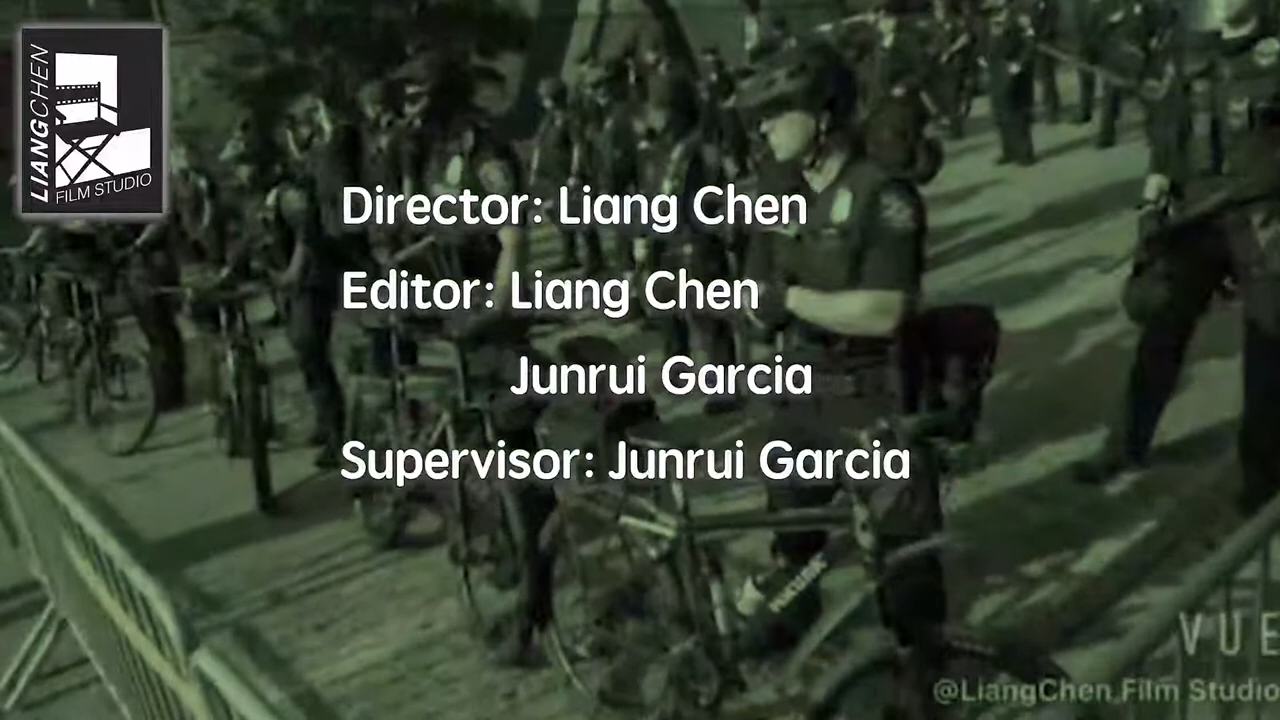 LIANGCHEN
FILM STUDIO
Director: Liang Chen
Editor: Liang Chen
Junrui Garcia
Supervisor: Junrui Garcia
VUE
@LiangChen Film Studio